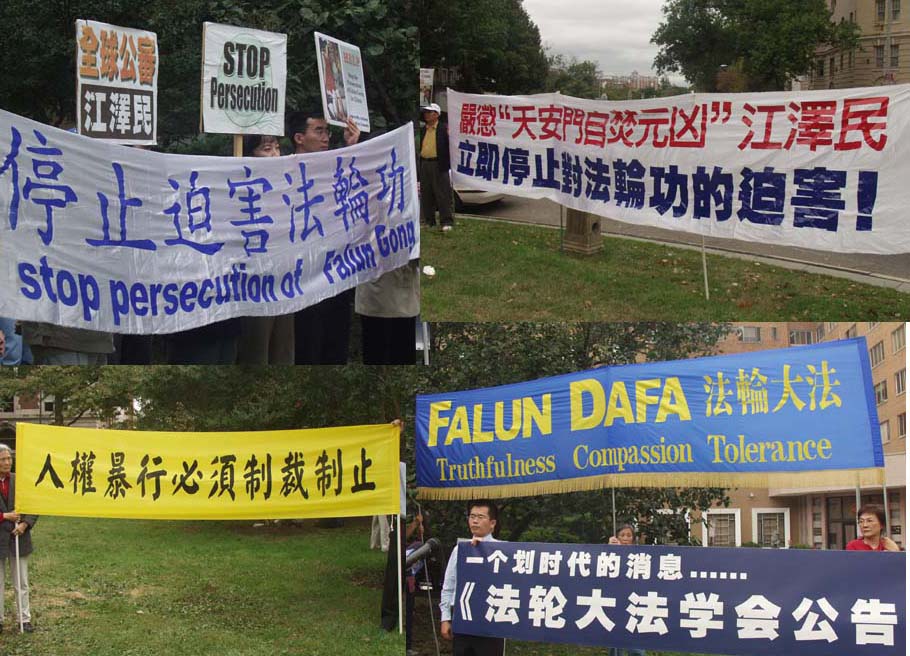 全球公審
江澤民
STOP
Persecution
停止迫害法輪功
stop persecution of Falun Gong
嚴懲“天安門自焚元凶”江澤民
立即停止對法輪功的迫害！
人權暴行必須制裁制止
FALUN DAFA 法輪大法
Truthfulness Compassion Tolerance
一个划时代的消息......
《法轮大法学会公告